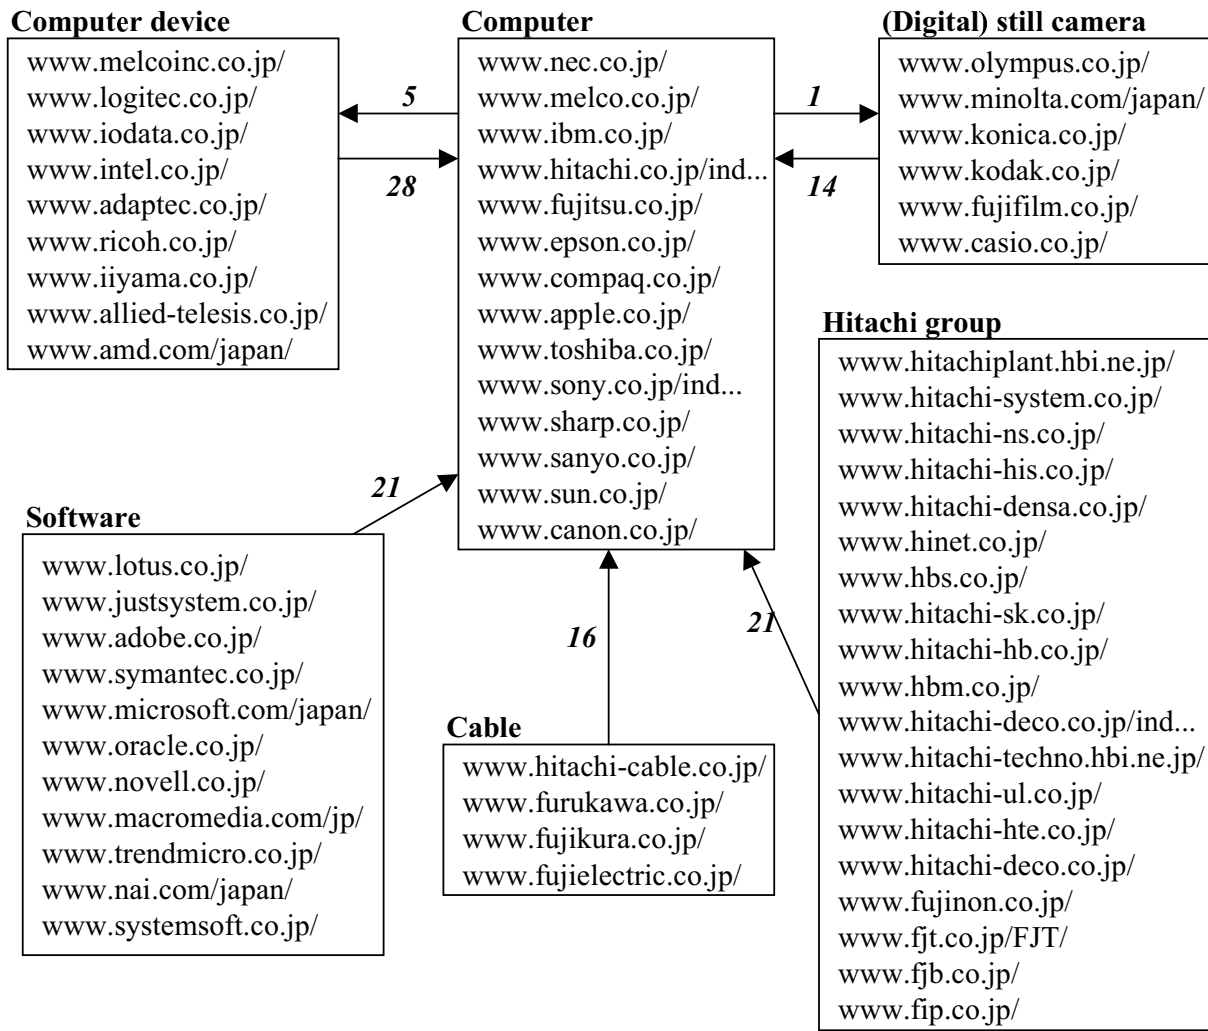 Computer device
www.melcoinc.co.jp/
www.logitec.co.jp/
www.iodata.co.jp/
www.intel.co.jp/
www.adaptec.co.jp/
www.ricoh.co.jp/
www.iiyama.co.jp/
www.allied-telesis.co.jp/
www.amd.com/japan/
5
28
Computer
www.nec.co.jp/
www.melco.co.jp/
www.ibm.co.jp/
www.hitachi.co.jp/ind...
www.fujitsu.co.jp/
www.epson.co.jp/
www.compaq.co.jp/
www.apple.co.jp/
www.toshiba.co.jp/
www.sony.co.jp/ind...
www.sharp.co.jp/
www.sanyo.co.jp/
www.sun.co.jp/
www.canon.co.jp/
1
14
(Digital) still camera
www.olympus.co.jp/
www.minolta.com/japan/
www.konica.co.jp/
www.kodak.co.jp/
www.fujifilm.co.jp/
www.casio.co.jp/
Software
www.lotus.co.jp/
www.justsystem.co.jp/
www.adobe.co.jp/
www.symantec.co.jp/
www.microsoft.com/japan/
www.oracle.co.jp/
www.novell.co.jp/
www.macromedia.com/jp/
www.trendmicro.co.jp/
www.nai.com/japan/
www.systemsoft.co.jp/
21
16
Cable
www.hitachi-cable.co.jp/
www.furukawa.co.jp/
www.fujikura.co.jp/
www.fujielectric.co.jp/
21
Hitachi group
www.hitachiplant.hbi.ne.jp/
www.hitachi-system.co.jp/
www.hitachi-ns.co.jp/
www.hitachi-his.co.jp/
www.hitachi-densa.co.jp/
www.hinet.co.jp/
www.hbs.co.jp/
www.hitachi-sk.co.jp/
www.hitachi-hb.co.jp/
www.hbm.co.jp/
www.hitachi-deco.co.jp/ind...
www.hitachi-techno.hbi.ne.jp/
www.hitachi-ul.co.jp/
www.hitachi-hte.co.jp/
www.hitachi-deco.co.jp/
www.fujinon.co.jp/
www.fjt.co.jp/FJT/
www.fjb.co.jp/
www.fip.co.jp/